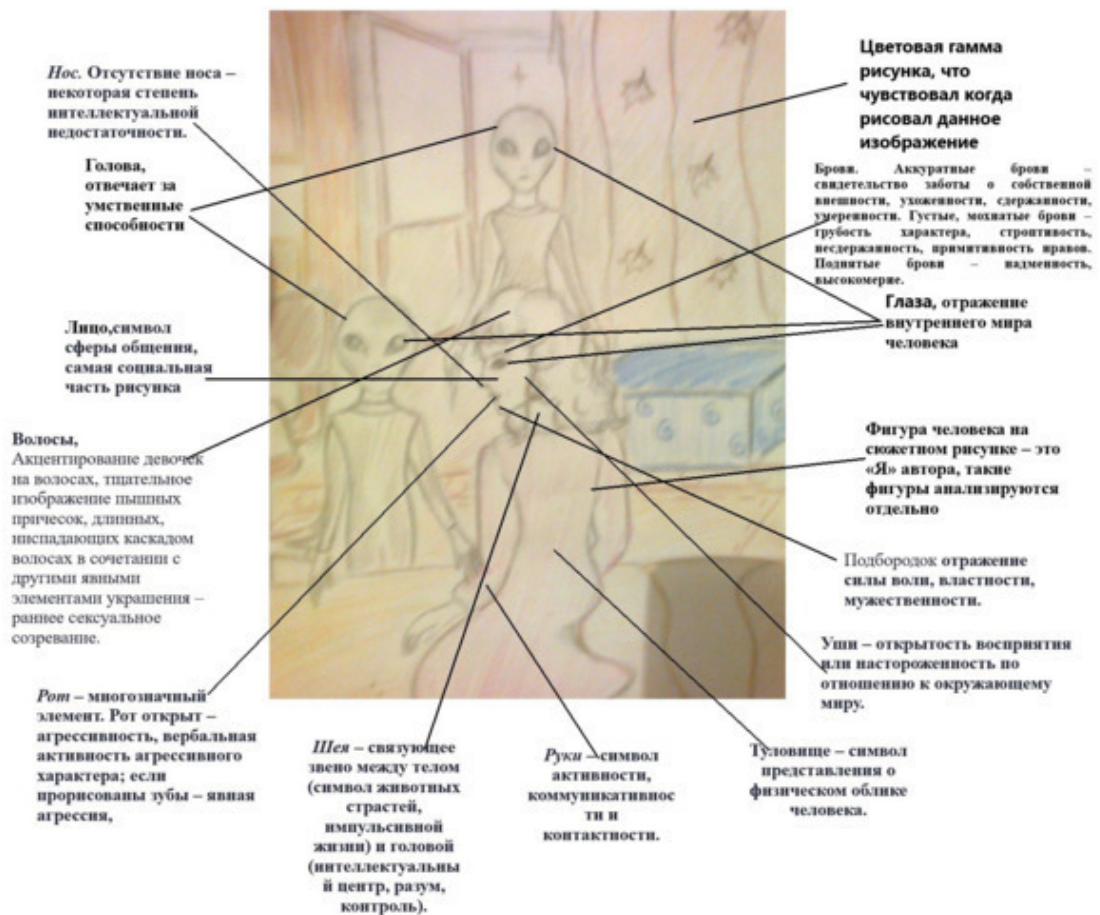 Нос. Отсутствие носа –
некоторая степень
интеллектуальной
недостаточности.
Голова,
отвечает за
умственные
способности
Лицо,символ
сферы общения,
самая социальная
часть рисунка
Волосы,
Акцентирование девочек
на волосах, тщательное
изображение пышных
причесок, длинных,
ниспадающих каскадом
волосах в сочетании с
другими явными
элементами украшения –
раннее сексуальное
созревание.
Рот – многозначный
элемент. Рот открыт –
агрессивность, вербальная
активность агрессивного
характера; если
прорисованы зубы – явная
агрессия,
Шея – связующее
звено между телом
(символ животных
страстей,
импульсивной
жизни) и головой
(интеллектуальны
й центр, разум,
контроль).
Руки – символ
активности,
коммуникативнос
ти и
контактности.
Цветовая гамма
рисунка, что
чувствовал когда
рисовал данное
изображение
Брови. Аккуратные брови –
свидетельство заботы о собственной
внешности, ухоженности, сдержанности,
умеренности. Густые, мохнатые брови –
грубость характера, строптивость,
несдержанность, примитивность нравов.
Поднятые брови – надменность,
высокомерие.
Глаза, отражение
внутреннего мира
человека
Фигура человека на
сюжетном рисунке – это
«Я» автора, такие
фигуры анализируются
отдельно
Подбородок отражение
силы воли, властности,
мужественности.
Уши – открытость восприятия
или настороженность по
отношению к окружающему
миру.
Туловище – символ
представления о
физическом облике
человека.